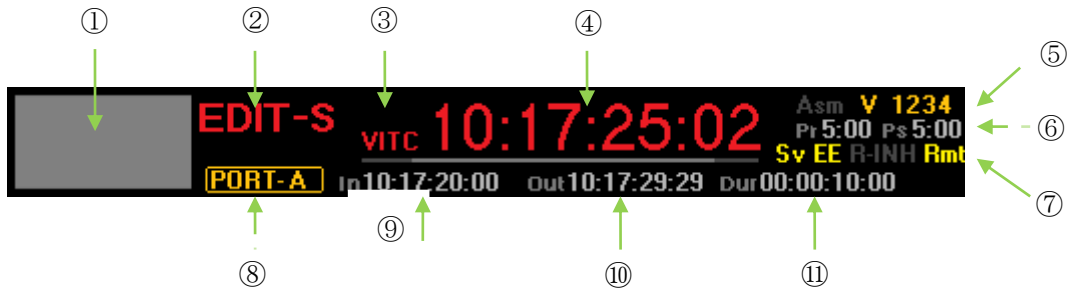 ① ② ③ ④
⑤
EDIT-S VITC 10:17:25:02 Asm V 1234
Pr 5:00 Ps 5:00 ⑥
Sv EE R-INH Rmt
PORT-A In 10:17:20:00 Out 10:17:29:29 Dur 00:00:10:00
⑦
⑨
⑧ ⑩ ⑪